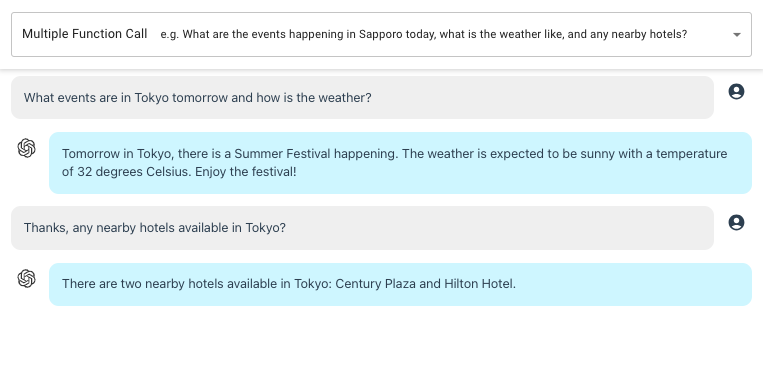 Multiple Function Call e.g. What are the events happening in Sapporo today, what is the weather like, and any nearby hotels?
What events are in Tokyo tomorrow and how is the weather?
Tomorrow in Tokyo, there is a Summer Festival happening. The weather is expected to be sunny with a temperature
of 32 degrees Celsius. Enjoy the festival!
Thanks, any nearby hotels available in Tokyo?
There are two nearby hotels available in Tokyo: Century Plaza and Hilton Hotel.